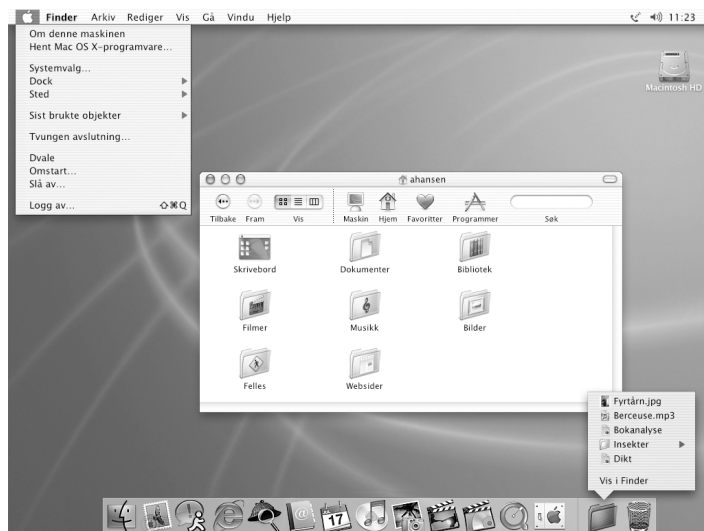 Finder Arkiv Rediger Vis Gå Vindu Hjelp 11:23
Om denne maskinen
Hent Mac OS X-programvare...
Systemvalg...
Dock
Sted
Sist brukte objekter
Tvungen avslutning...
Dvale
Omstart...
Slå av...
Logg av... ⇧⌘Q
Macintosh HD
ahansen
Tilbake Fram Vis Maskin Hjem Favoritter Programmer Søk
Skrivebord Dokumenter Bibliotek
Filmer Musikk Bilder
Felles Websider
Fyrtårn.jpg
Berceuse.mp3
Bokanalyse
Insekter
Dikt
Vis i Finder
17